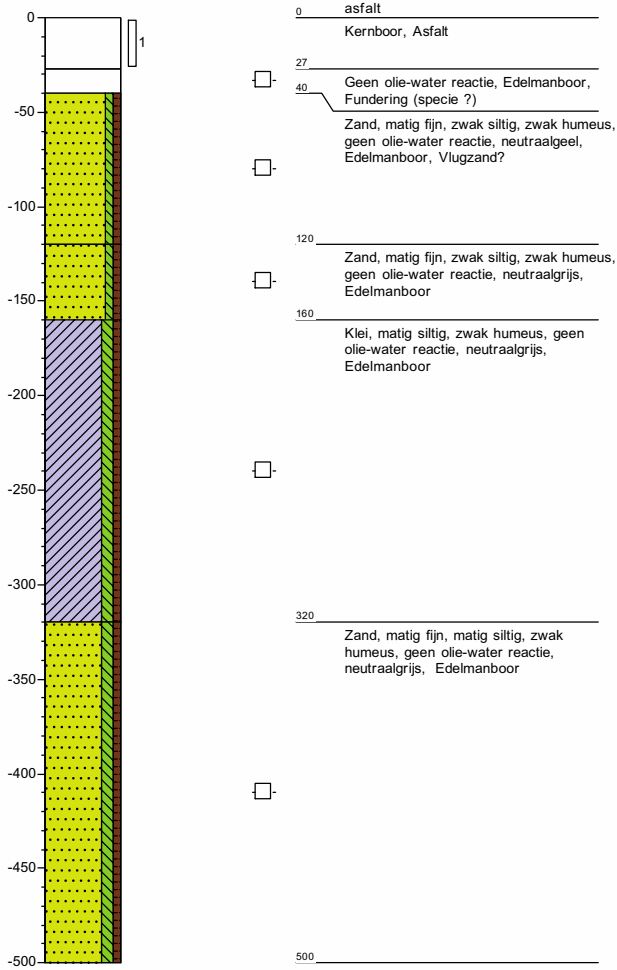 0 asfalt
0
Kernboor, Asfalt
1
27
Geen olie-water reactie, Edelmanboor,
40
Fundering (specie ?)
-50
Zand, matig fijn, zwak siltig, zwak humeus,
geen olie-water reactie, neutraalgeel,
Edelmanboor, Vlugzand?
-100
120
Zand, matig fijn, zwak siltig, zwak humeus,
geen olie-water reactie, neutraalgrijs,
Edelmanboor
-150
160
Klei, matig siltig, zwak humeus, geen
olie-water reactie, neutraalgrijs,
Edelmanboor
-200
-250
-300
320
Zand, matig fijn, matig siltig, zwak
humeus, geen olie-water reactie,
neutraalgrijs, Edelmanboor
-350
-400
-450
-500
500